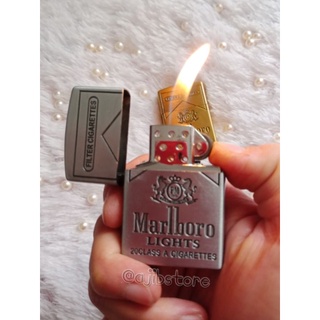 FILTER CIGARETTES
Marlboro
LIGHTS
20 CLASS A CIGARETTES
@ajibstore